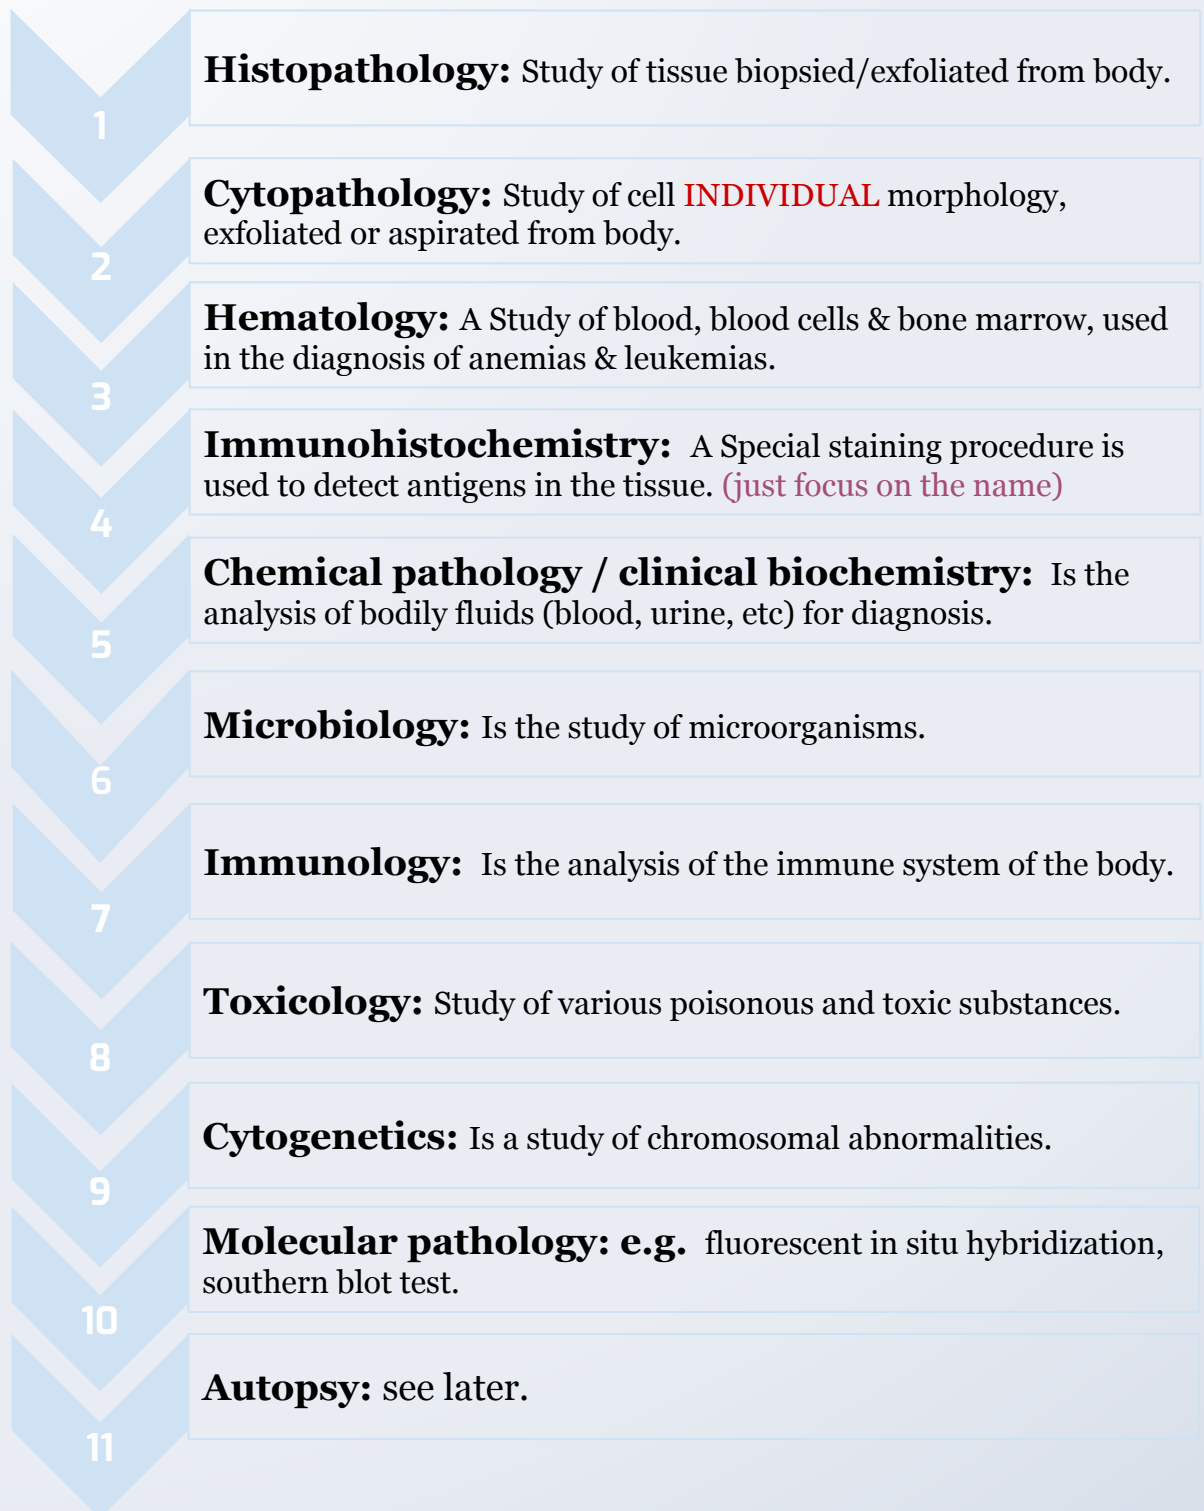 Histopathology: Study of tissue biopsied/exfoliated from body.
1
Cytopathology: Study of cell INDIVIDUAL morphology,
exfoliated or aspirated from body.
2
Hematology: A Study of blood, blood cells & bone marrow, used
in the diagnosis of anemias & leukemias.
3
Immunohistochemistry: A Special staining procedure is
used to detect antigens in the tissue. (just focus on the name)
4
Chemical pathology / clinical biochemistry: Is the
analysis of bodily fluids (blood, urine, etc) for diagnosis.
5
Microbiology: Is the study of microorganisms.
6
Immunology: Is the analysis of the immune system of the body.
7
Toxicology: Study of various poisonous and toxic substances.
8
Cytogenetics: Is a study of chromosomal abnormalities.
9
Molecular pathology: e.g. fluorescent in situ hybridization,
southern blot test.
10
Autopsy: see later.
11